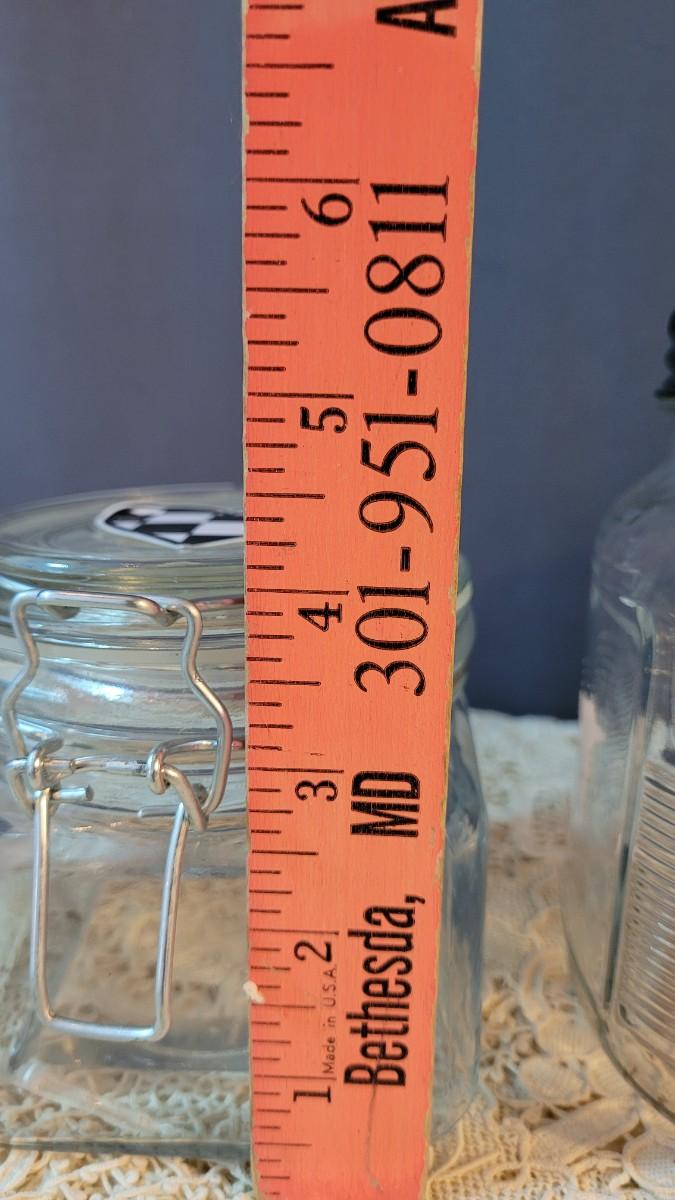 Bethesda, MD 301-951-0811 A
Made in U.S.A.
1 2 3 4 5 6